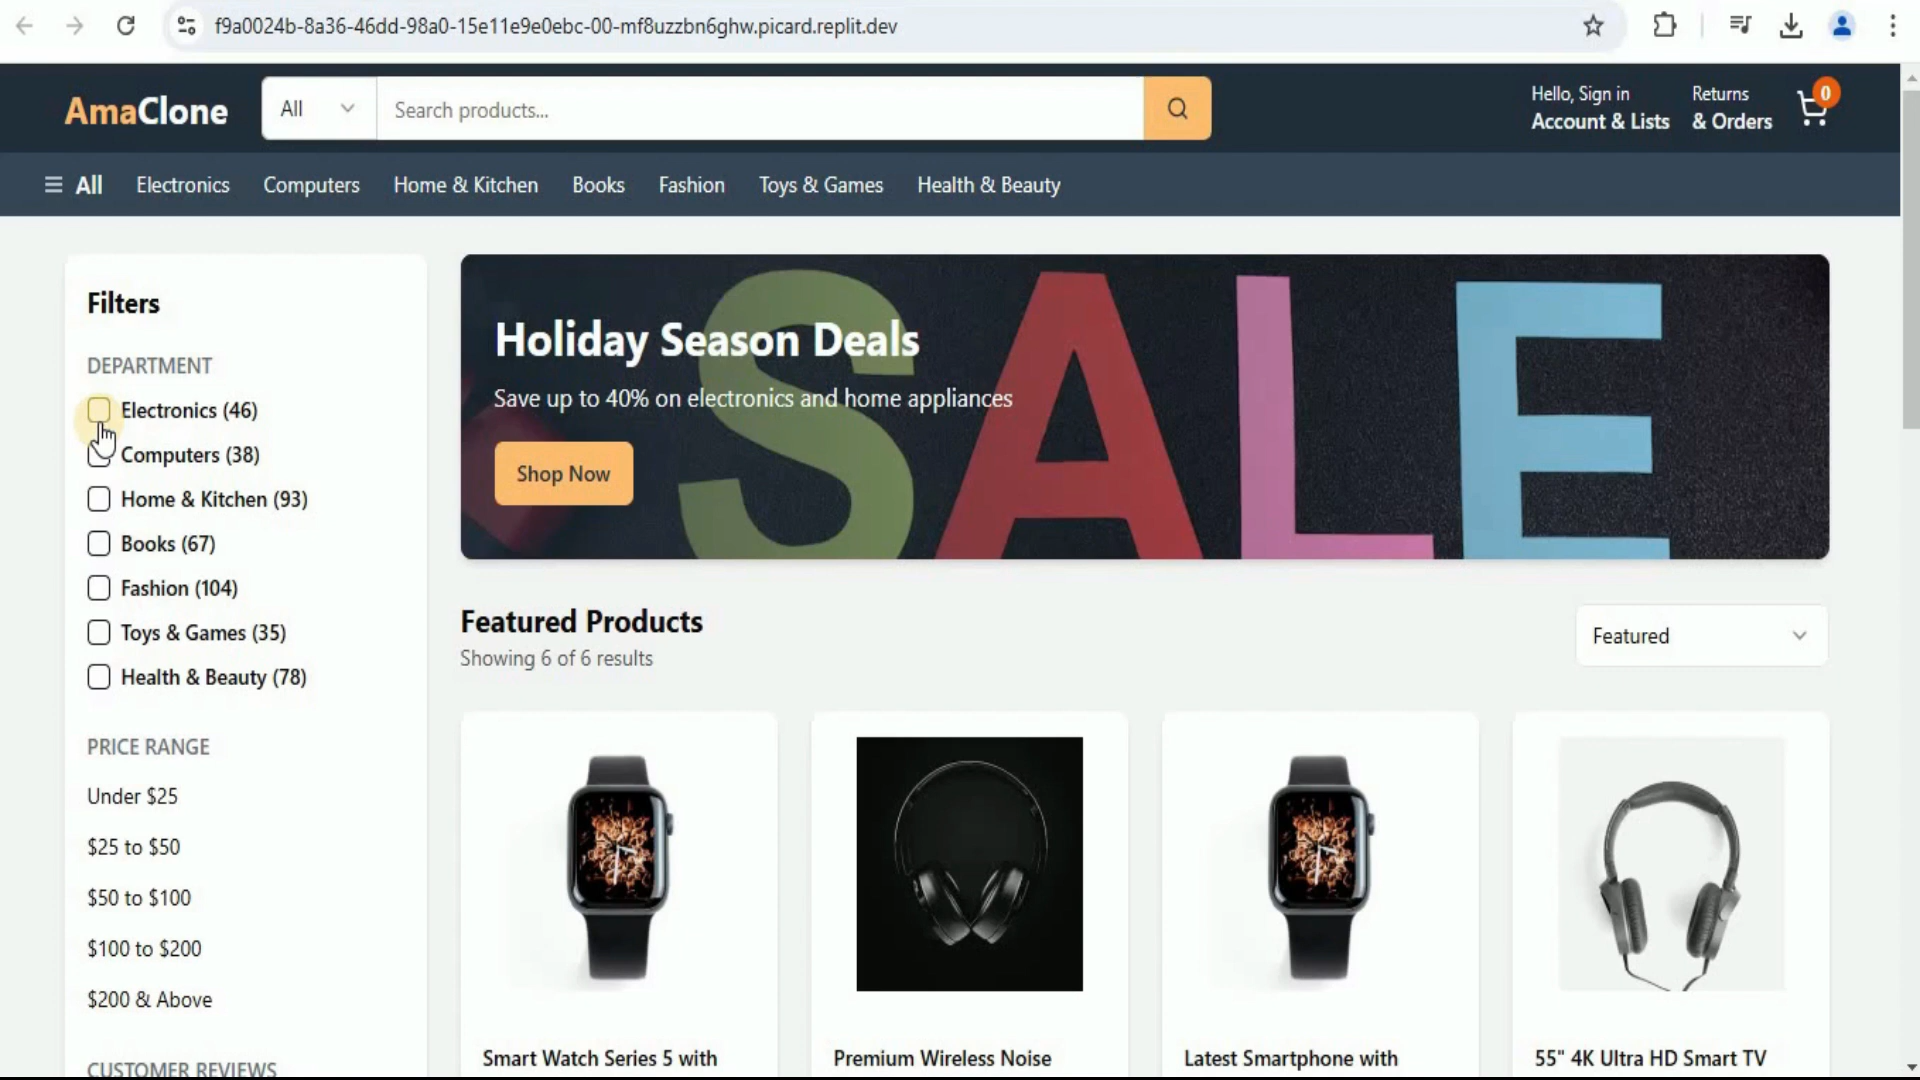 f9a0024b-8a36-46dd-98a0-15e11e9e0ebc-00-mf8uzzbn6ghw.picard.replit.dev
AmaClone
All
Search products...
Hello, Sign in
Account & Lists
Returns
& Orders
0
All
Electronics
Computers
Home & Kitchen
Books
Fashion
Toys & Games
Health & Beauty
Filters
DEPARTMENT
Electronics (46)
Computers (38)
Home & Kitchen (93)
Books (67)
Fashion (104)
Toys & Games (35)
Health & Beauty (78)
PRICE RANGE
Under $25
$25 to $50
$50 to $100
$100 to $200
$200 & Above
CUSTOMER REVIEWS
SALE
Holiday Season Deals
Save up to 40% on electronics and home appliances
Shop Now
Featured Products
Showing 6 of 6 results
Featured
Smart Watch Series 5 with
Premium Wireless Noise
Latest Smartphone with
55" 4K Ultra HD Smart TV